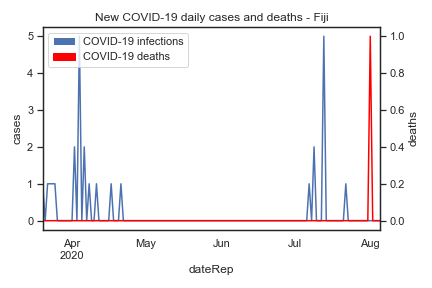 New COVID-19 daily cases and deaths - Fiji
COVID-19 infections
COVID-19 deaths
5
4
3
2
1
0
cases
1.0
0.8
0.6
0.4
0.2
0.0
deaths
Apr
2020
May
Jun
Jul
Aug
dateRep